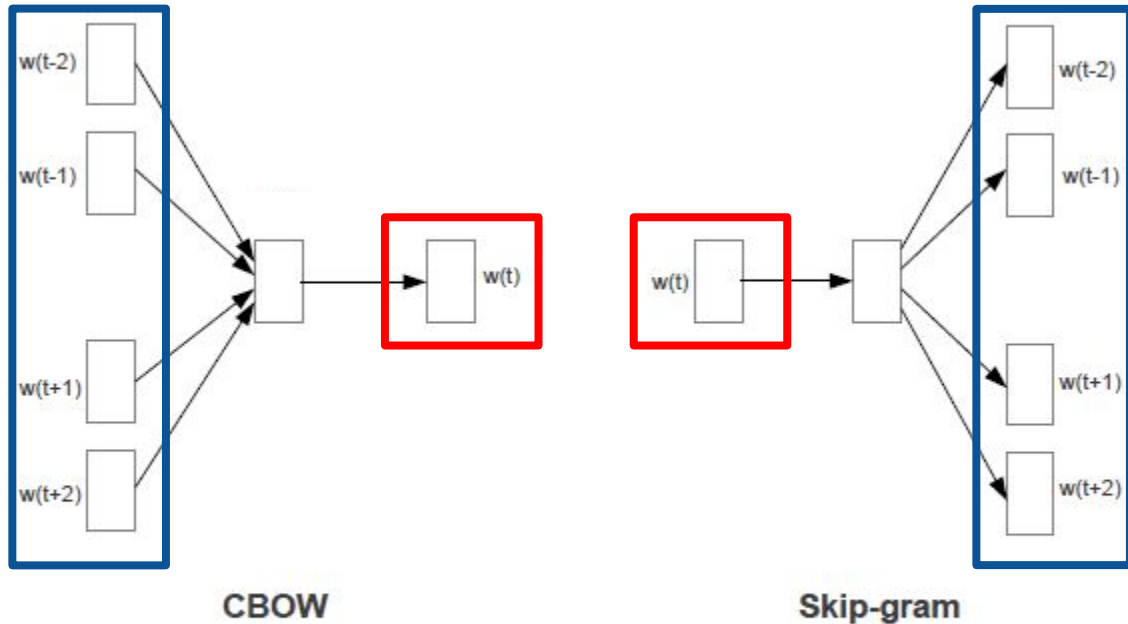 w(t-2)
w(t-1)
w(t+1)
w(t+2)
w(t)
CBOW
w(t)
w(t-2)
w(t-1)
w(t+1)
w(t+2)
Skip-gram